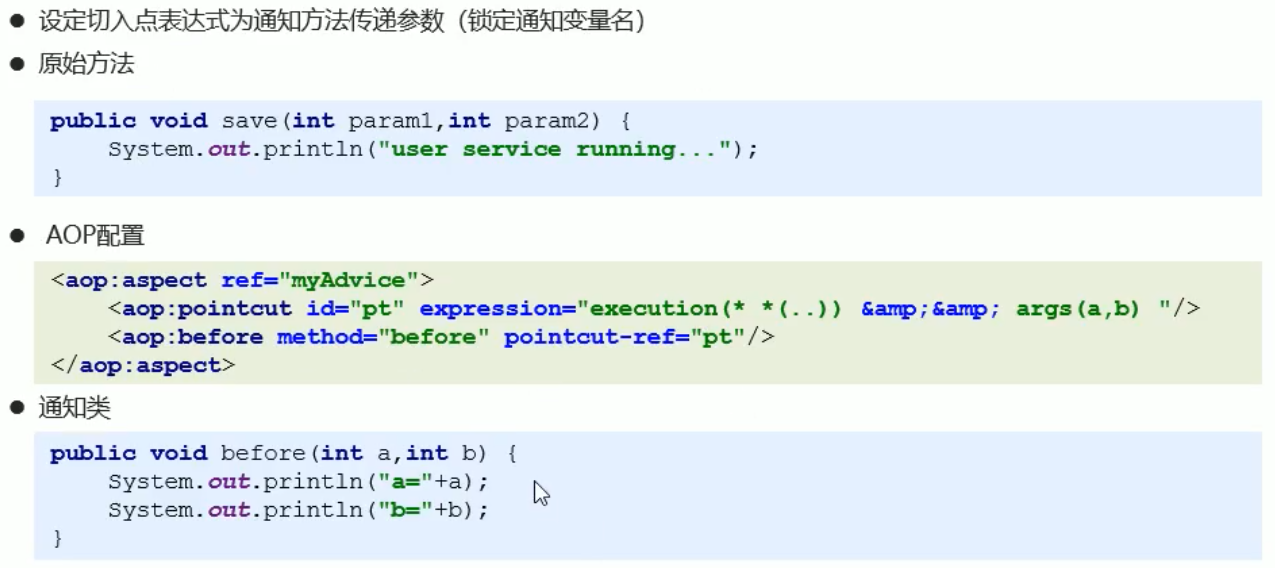 ● 设定切入点表达式为通知方法传递参数（锁定通知变量名）
● 原始方法
public void save(int param1,int param2) {
    System.out.println("user service running...");
}
● AOP配置
<aop:aspect ref="myAdvice">
    <aop:pointcut id="pt" expression="execution(* *(..)) &amp;&amp; args(a,b) "/>
    <aop:before method="before" pointcut-ref="pt"/>
</aop:aspect>
● 通知类
public void before(int a,int b) {
    System.out.println("a="+a);
    System.out.println("b="+b);
}